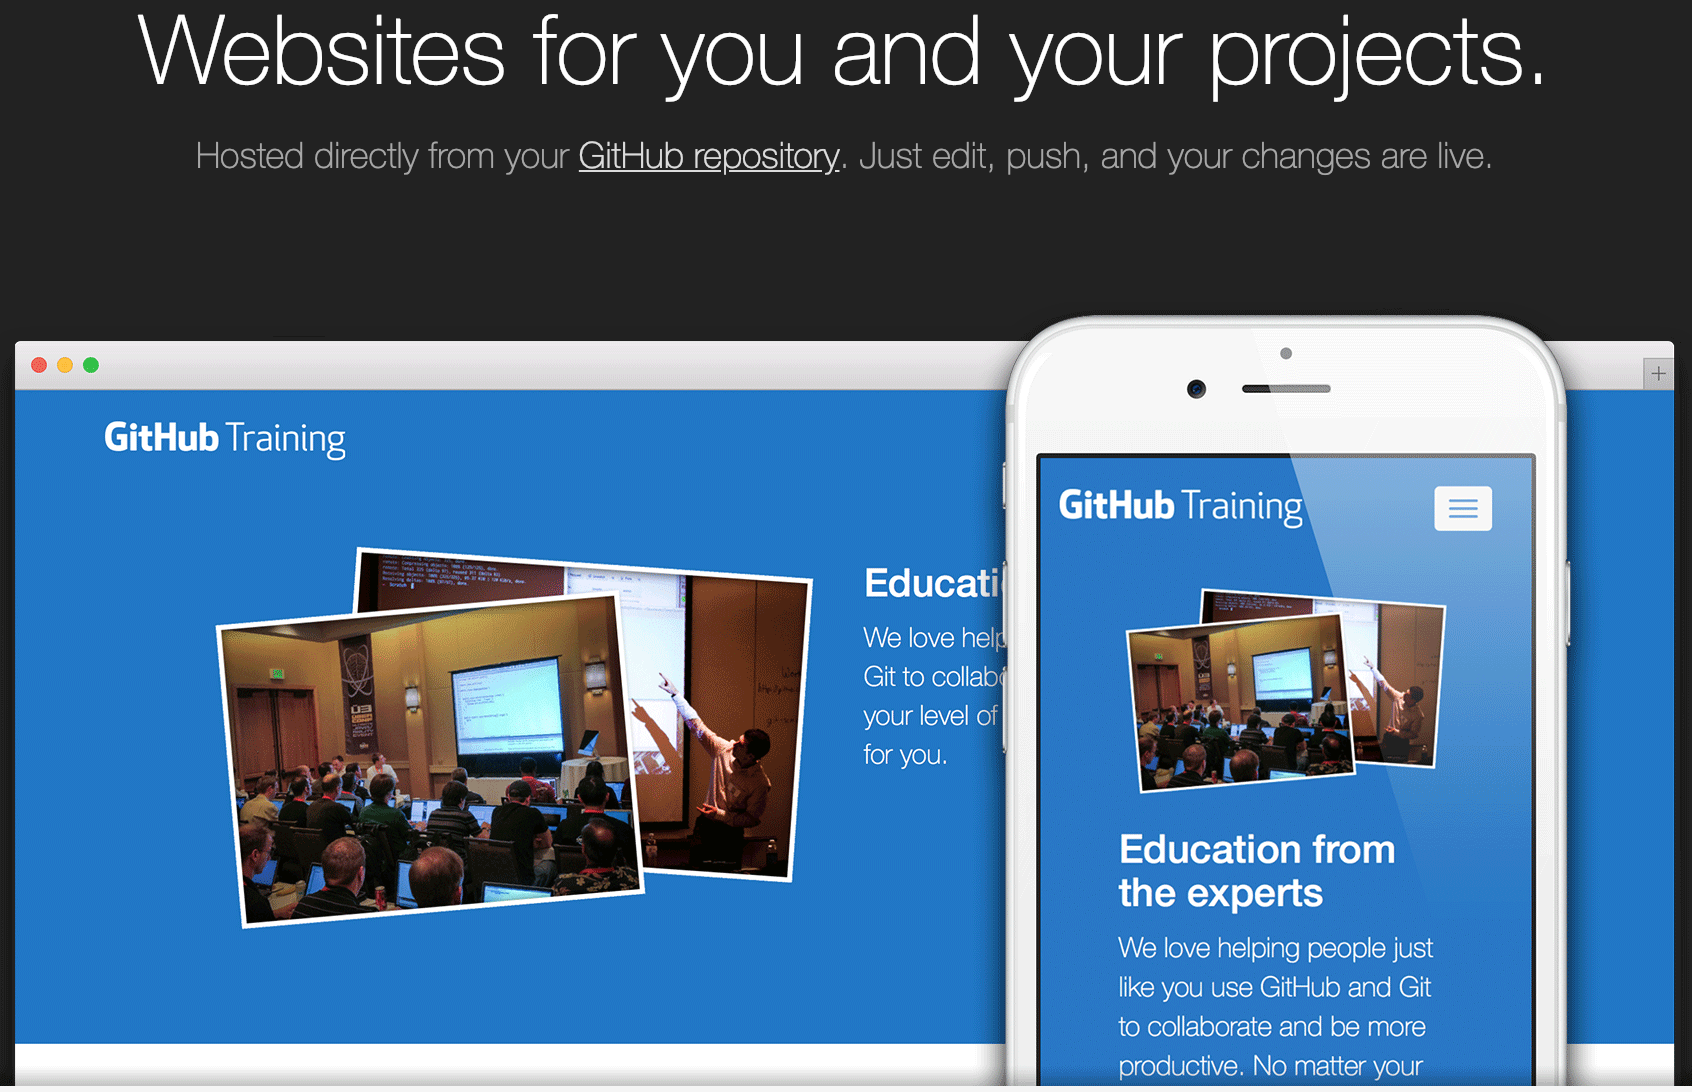 Websites for you and your projects.
Hosted directly from your GitHub repository. Just edit, push, and your changes are live.
GitHub Training
Educati
We love help
Git to collabo
your level of
for you.
GitHub Training
Education from
the experts
We love helping people just
like you use GitHub and Git
to collaborate and be more
productive. No matter your